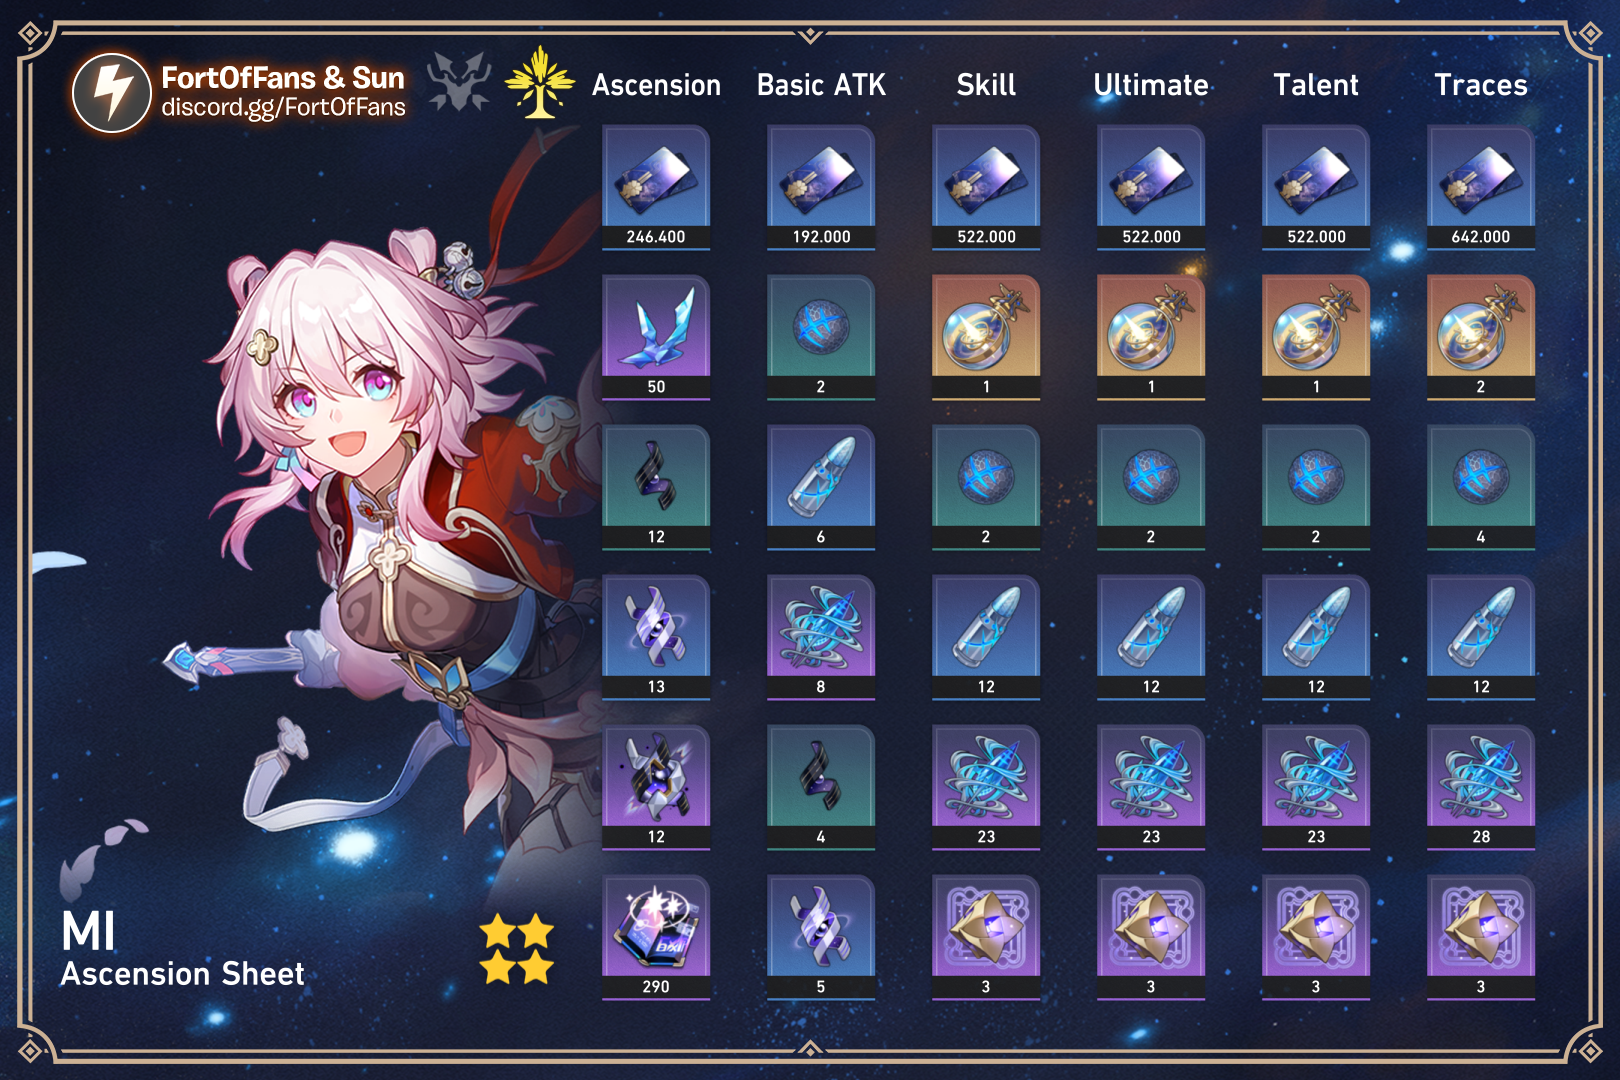 FortOfFans & Sun
discord.gg/FortOfFans
Ascension Basic ATK Skill Ultimate Talent Traces
246.400 192.000 522.000 522.000 522.000 642.000
50 2 1 1 1 2
12 6 2 2 2 4
13 8 12 12 12 12
12 4 23 23 23 28
290 5 3 3 3 3
MI
Ascension Sheet